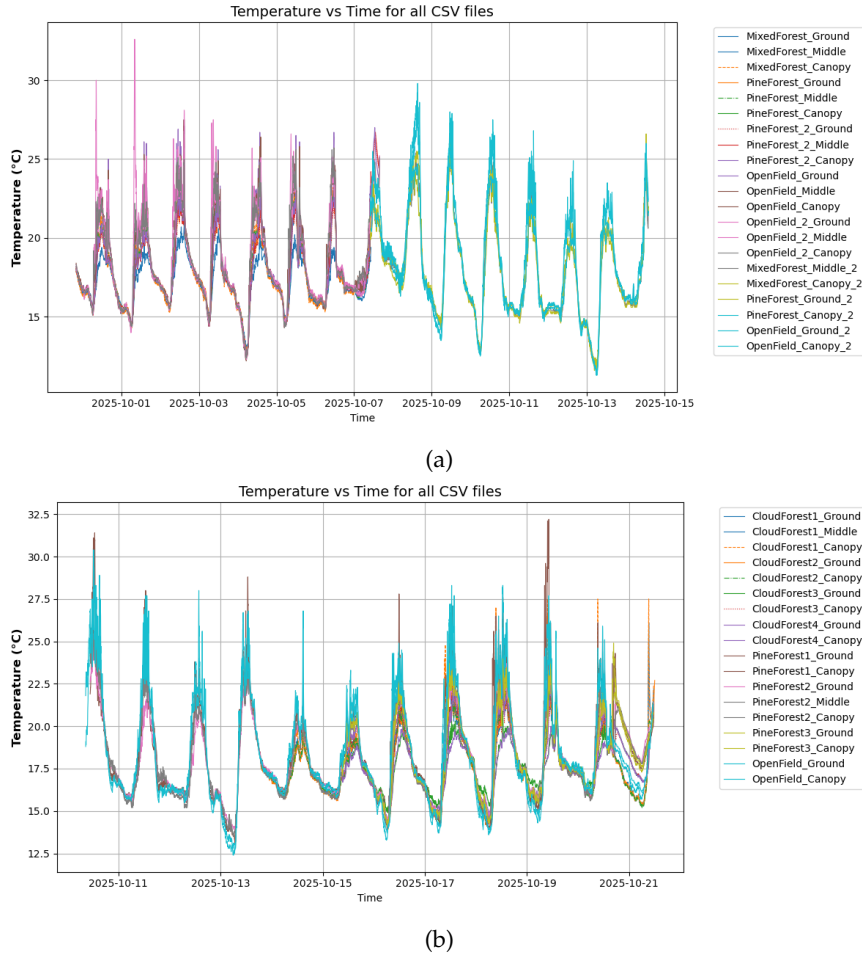 Temperature vs Time for all CSV files
Temperature (°C)
30
25
20
15
2025-10-01 2025-10-03 2025-10-05 2025-10-07 2025-10-09 2025-10-11 2025-10-13 2025-10-15
Time
MixedForest_Ground
MixedForest_Middle
MixedForest_Canopy
PineForest_Ground
PineForest_Middle
PineForest_Canopy
PineForest_2_Ground
PineForest_2_Middle
PineForest_2_Canopy
OpenField_Ground
OpenField_Middle
OpenField_Canopy
OpenField_2_Ground
OpenField_2_Middle
OpenField_2_Canopy
MixedForest_Middle_2
MixedForest_Canopy_2
PineForest_Ground_2
PineForest_Canopy_2
OpenField_Ground_2
OpenField_Canopy_2
(a)
Temperature vs Time for all CSV files
Temperature (°C)
32.5
30.0
27.5
25.0
22.5
20.0
17.5
15.0
12.5
2025-10-11 2025-10-13 2025-10-15 2025-10-17 2025-10-19 2025-10-21
Time
CloudForest1_Ground
CloudForest1_Middle
CloudForest1_Canopy
CloudForest2_Ground
CloudForest2_Canopy
CloudForest3_Ground
CloudForest3_Canopy
CloudForest4_Ground
CloudForest4_Canopy
PineForest1_Ground
PineForest1_Canopy
PineForest2_Ground
PineForest2_Middle
PineForest2_Canopy
PineForest3_Ground
PineForest3_Canopy
OpenField_Ground
OpenField_Canopy
(b)